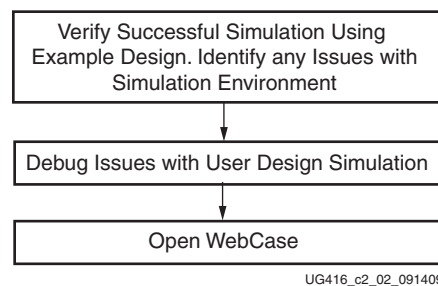 Verify Successful Simulation Using
Example Design. Identify any Issues with
Simulation Environment
Debug Issues with User Design Simulation
Open WebCase
UG416_c2_02_091409